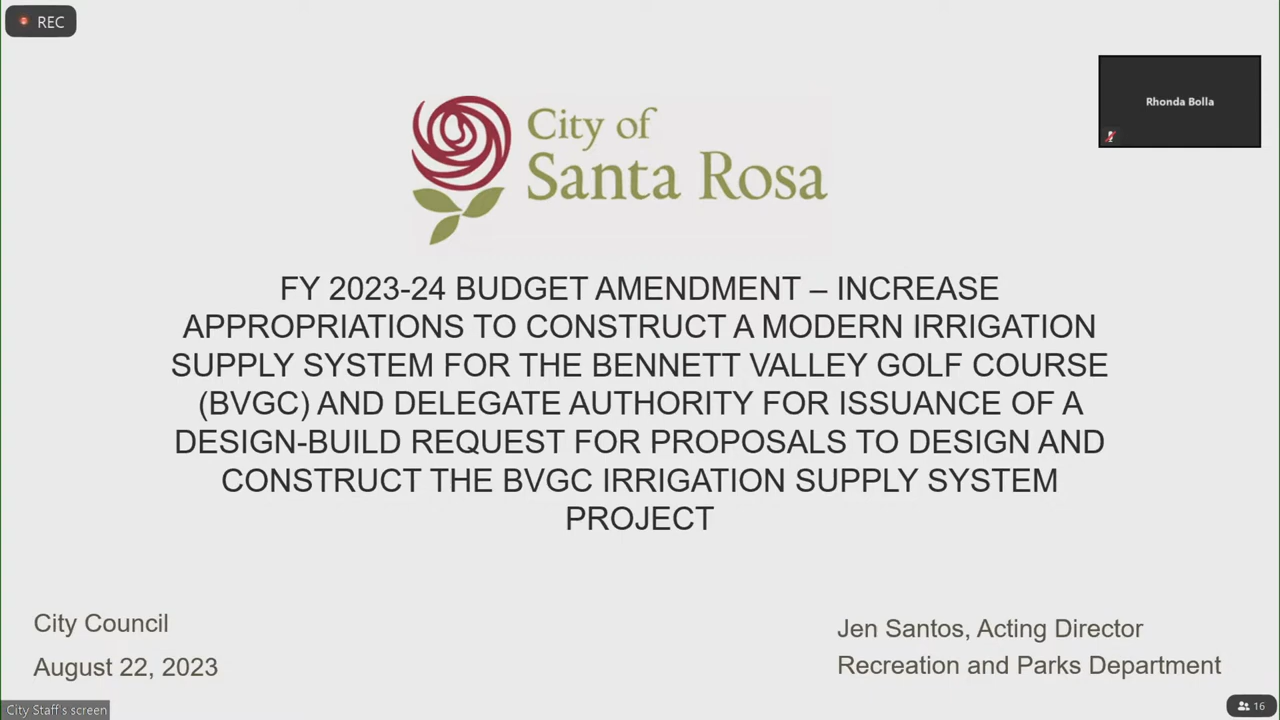 REC
Rhonda Bolla
City of
Santa Rosa
FY 2023-24 BUDGET AMENDMENT – INCREASE
APPROPRIATIONS TO CONSTRUCT A MODERN IRRIGATION
SUPPLY SYSTEM FOR THE BENNETT VALLEY GOLF COURSE
(BVGC) AND DELEGATE AUTHORITY FOR ISSUANCE OF A
DESIGN-BUILD REQUEST FOR PROPOSALS TO DESIGN AND
CONSTRUCT THE BVGC IRRIGATION SUPPLY SYSTEM
PROJECT
City Council
August 22, 2023
Jen Santos, Acting Director
Recreation and Parks Department
City Staff's screen
16